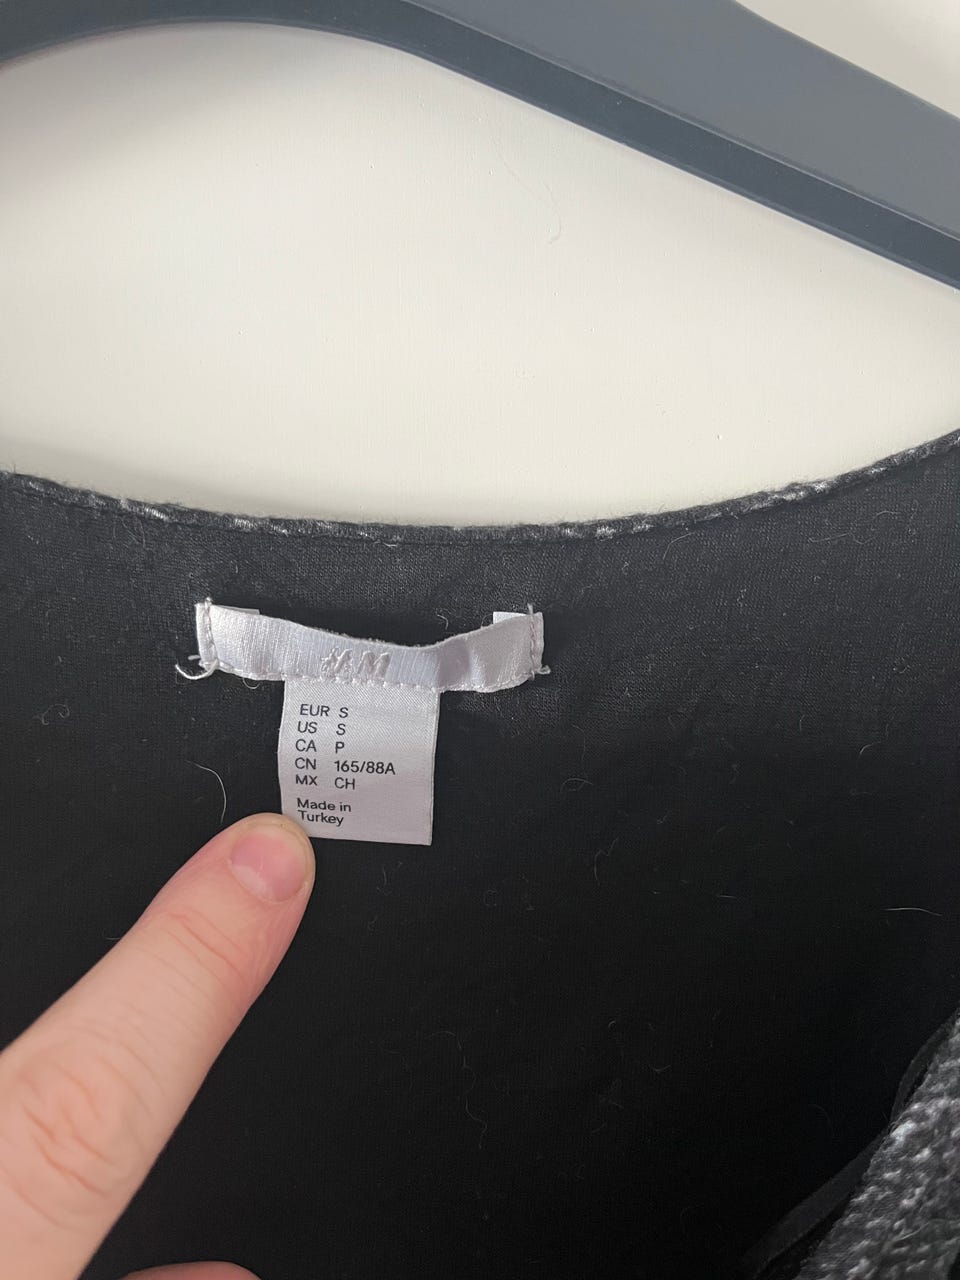 H&M
EUR S
US S
CA P
CN 165/88A
MX CH
Made in
Turkey